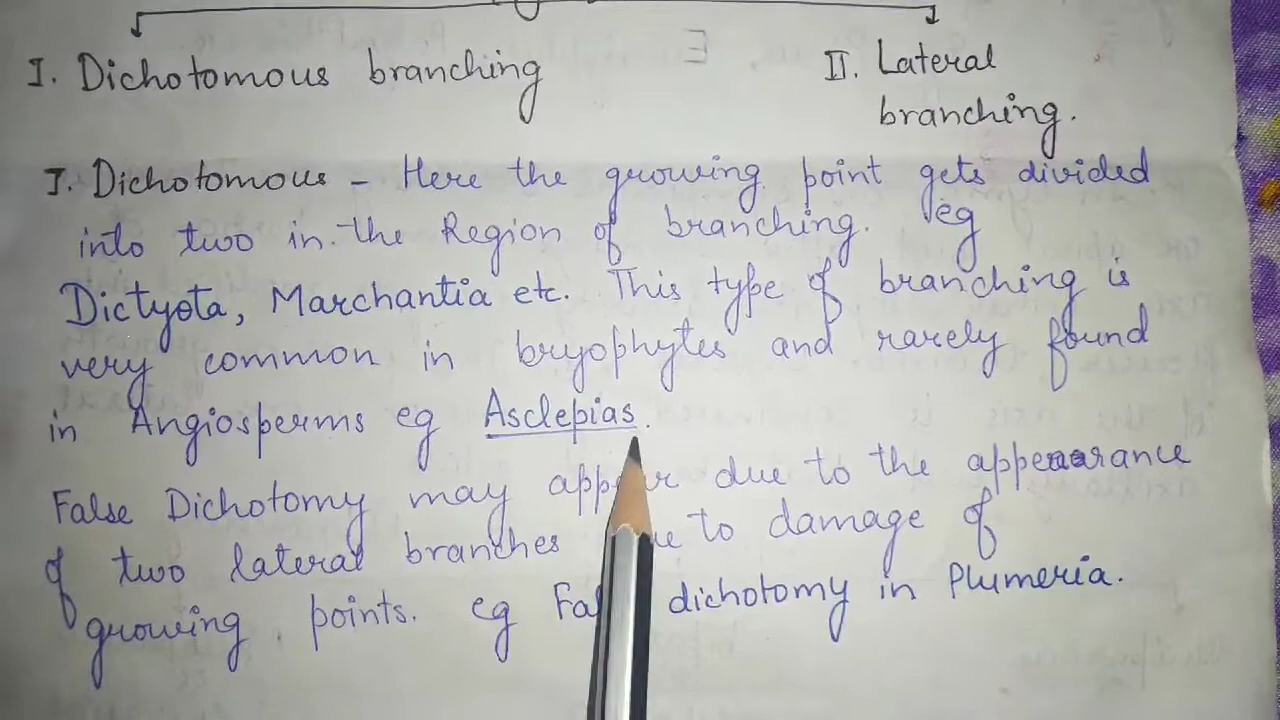 I. Dichotomous branching
II. Lateral
branching.
I. Dichotomous - Here the growing point gets divided
into two in the Region of branching. eg
Dictyota, Marchantia etc. This type of branching is
very common in bryophytes and rarely found
in Angiosperms eg Asclepias.
False Dichotomy may due to the appearance
of two lateral branches to damage of
growing points. eg dichotomy in Plumeria.